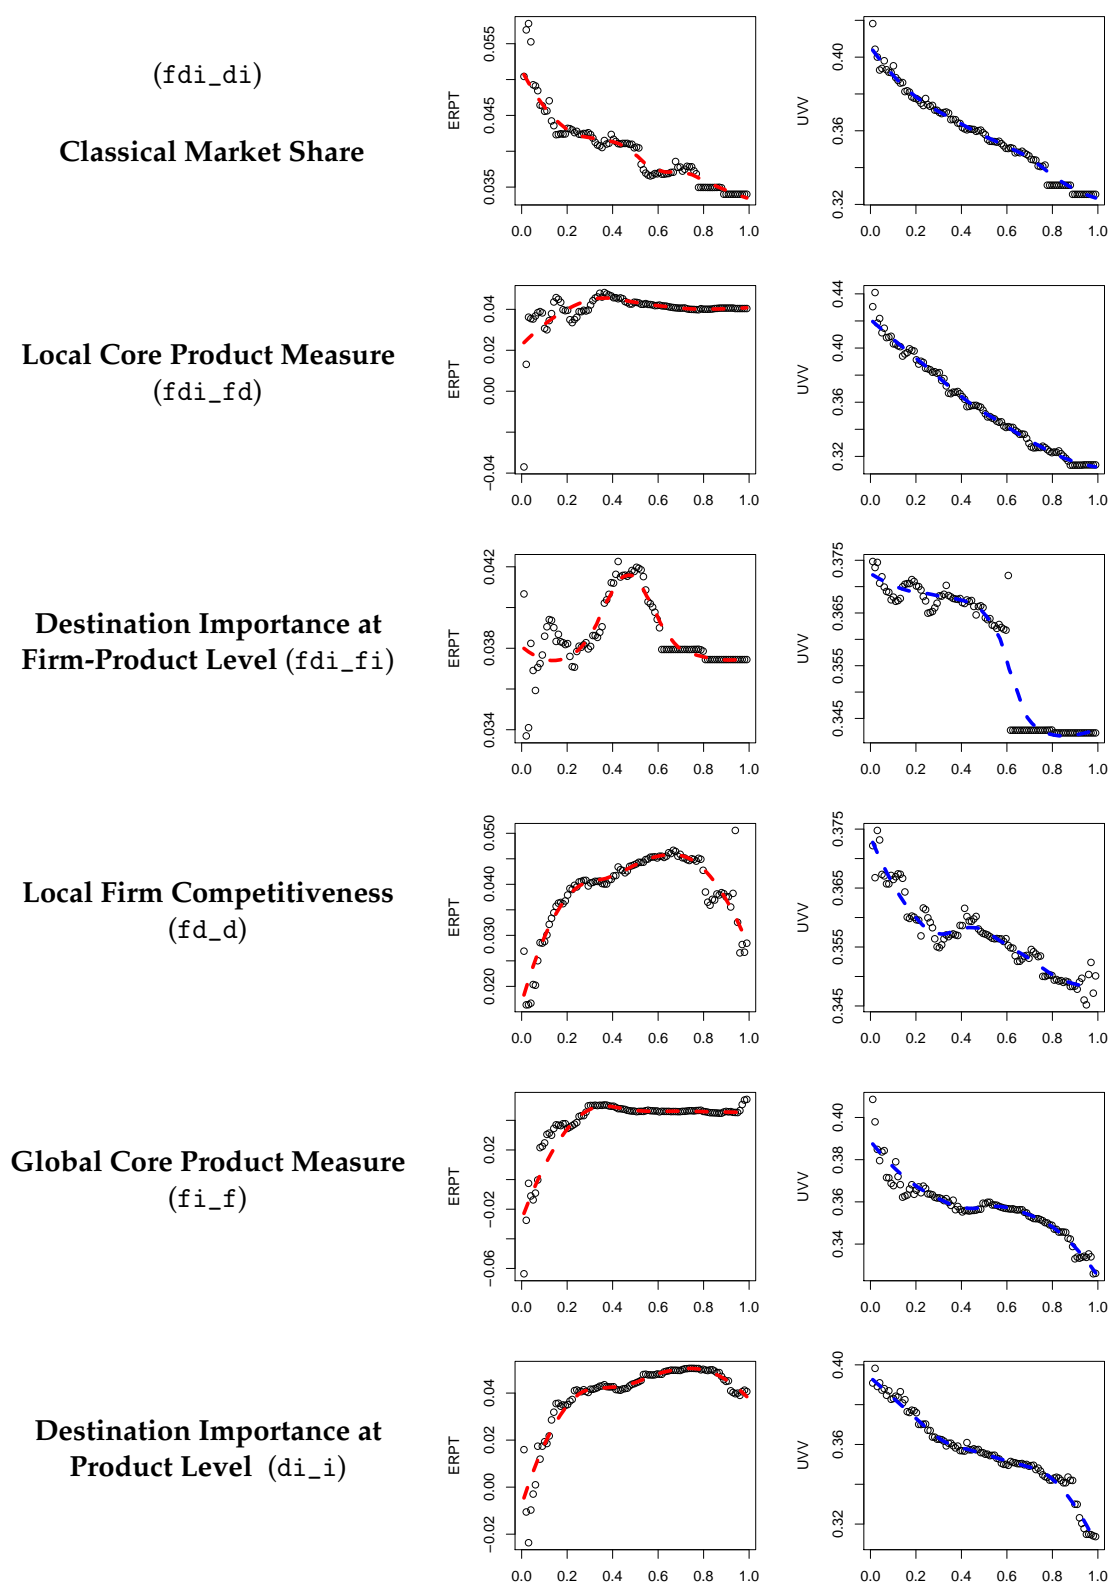 (fdi_di)
Classical Market Share
ERPT
0.035 0.045 0.055
0.0 0.2 0.4 0.6 0.8 1.0
UVV
0.32 0.36 0.40
0.0 0.2 0.4 0.6 0.8 1.0
Local Core Product Measure
(fdi_fd)
ERPT
−0.04 0.00 0.02 0.04
0.0 0.2 0.4 0.6 0.8 1.0
UVV
0.32 0.36 0.40 0.44
0.0 0.2 0.4 0.6 0.8 1.0
Destination Importance at
Firm-Product Level (fdi_fi)
ERPT
0.034 0.038 0.042
0.0 0.2 0.4 0.6 0.8 1.0
UVV
0.345 0.355 0.365 0.375
0.0 0.2 0.4 0.6 0.8 1.0
Local Firm Competitiveness
(fd_d)
ERPT
0.020 0.030 0.040 0.050
0.0 0.2 0.4 0.6 0.8 1.0
UVV
0.345 0.355 0.365 0.375
0.0 0.2 0.4 0.6 0.8 1.0
Global Core Product Measure
(fi_f)
ERPT
−0.06 −0.02 0.02
0.0 0.2 0.4 0.6 0.8 1.0
UVV
0.34 0.36 0.38 0.40
0.0 0.2 0.4 0.6 0.8 1.0
Destination Importance at
Product Level (di_i)
ERPT
−0.02 0.00 0.02 0.04
0.0 0.2 0.4 0.6 0.8 1.0
UVV
0.32 0.36 0.40
0.0 0.2 0.4 0.6 0.8 1.0